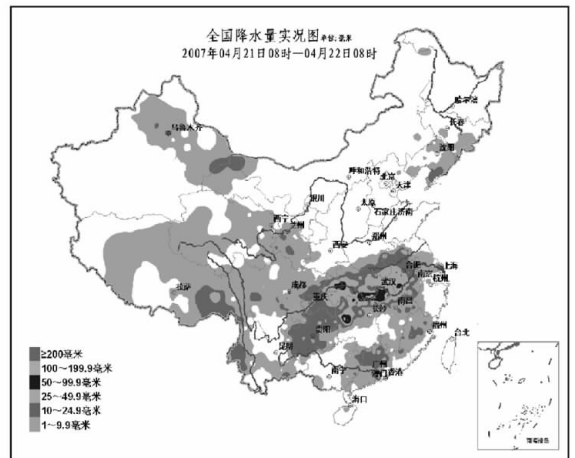 全国降水量实况图 单位:毫米
2007年04月21日08时—04月22日08时
哈尔滨
长春
乌鲁木齐
沈阳
呼和浩特
北京
天津
银川
太原
石家庄
济南
西宁
兰州
郑州
西安
合肥
上海
南京
成都
武汉
杭州
拉萨
重庆
南昌
长沙
贵阳
福州
台北
昆明
广州
南宁
澳门
香港
海口
≥200毫米
100~199.9毫米
50~99.9毫米
25~49.9毫米
10~24.9毫米
1~9.9毫米
南海诸岛